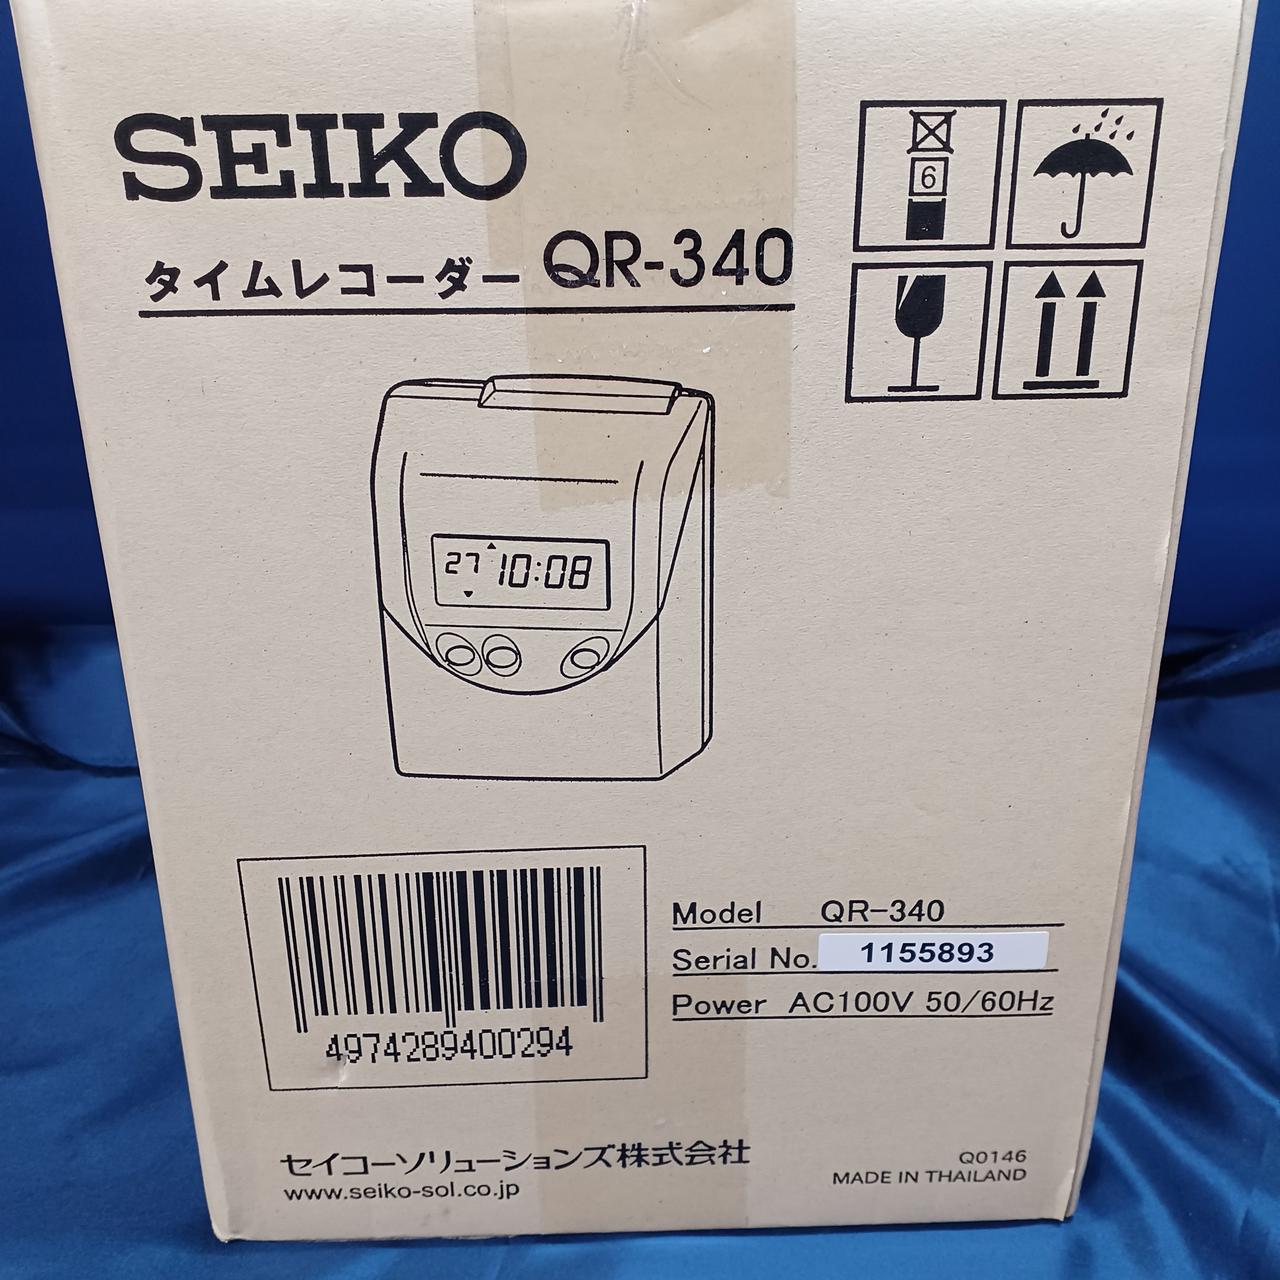 SEIKO
タイムレコーダー QR-340
6
27 10:08
Model QR-340
Serial No. 1155893
Power AC100V 50/60Hz
4974289400294
セイコーソリューションズ株式会社
www.seiko-sol.co.jp
Q0146
MADE IN THAILAND